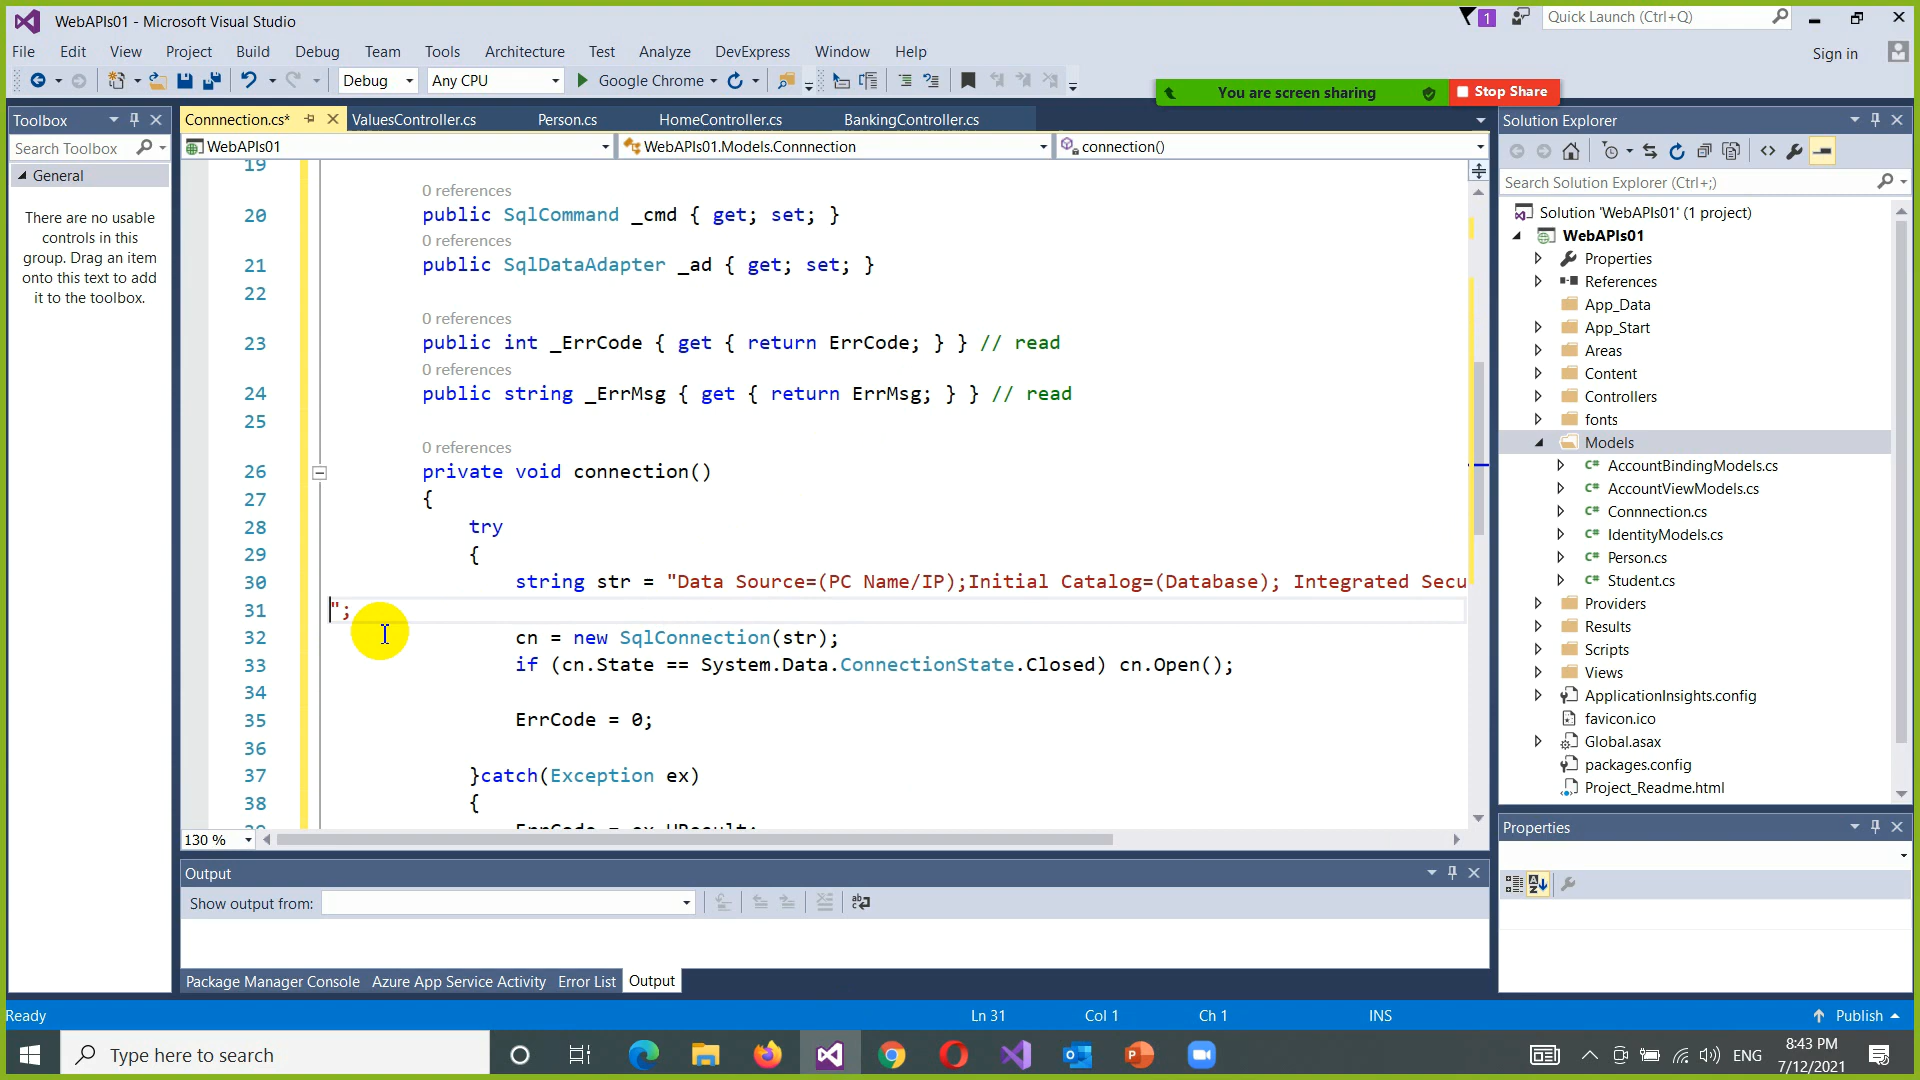 WebAPIs01 - Microsoft Visual Studio
1
Quick Launch (Ctrl+Q)
File Edit View Project Build Debug Team Tools Architecture Test Analyze DevExpress Window Help
Sign in
Debug Any CPU Google Chrome
You are screen sharing Stop Share
Toolbox
Search Toolbox
General
There are no usable
controls in this
group. Drag an item
onto this text to add
it to the toolbox.
Connnection.cs* ValuesController.cs Person.cs HomeController.cs BankingController.cs
WebAPIs01 WebAPIs01.Models.Connnection connection()
19
0 references
20 public SqlCommand _cmd { get; set; }
0 references
21 public SqlDataAdapter _ad { get; set; }
22
0 references
23 public int _ErrCode { get { return ErrCode; } } // read
0 references
24 public string _ErrMsg { get { return ErrMsg; } } // read
25
0 references
26 private void connection()
27 {
28 try
29 {
30 string str = "Data Source=(PC Name/IP);Initial Catalog=(Database); Integrated Secu
31 ";
32 cn = new SqlConnection(str);
33 if (cn.State == System.Data.ConnectionState.Closed) cn.Open();
34
35 ErrCode = 0;
36
37 }catch(Exception ex)
38 {
130 %
Output
Show output from:
Package Manager Console Azure App Service Activity Error List Output
Solution Explorer
Search Solution Explorer (Ctrl+;)
Solution 'WebAPIs01' (1 project)
WebAPIs01
Properties
References
App_Data
App_Start
Areas
Content
Controllers
fonts
Models
AccountBindingModels.cs
AccountViewModels.cs
Connnection.cs
IdentityModels.cs
Person.cs
Student.cs
Providers
Results
Scripts
Views
ApplicationInsights.config
favicon.ico
Global.asax
packages.config
Project_Readme.html
Properties
Ready Ln 31 Col 1 Ch 1 INS Publish
Type here to search
ENG
8:43 PM
7/12/2021